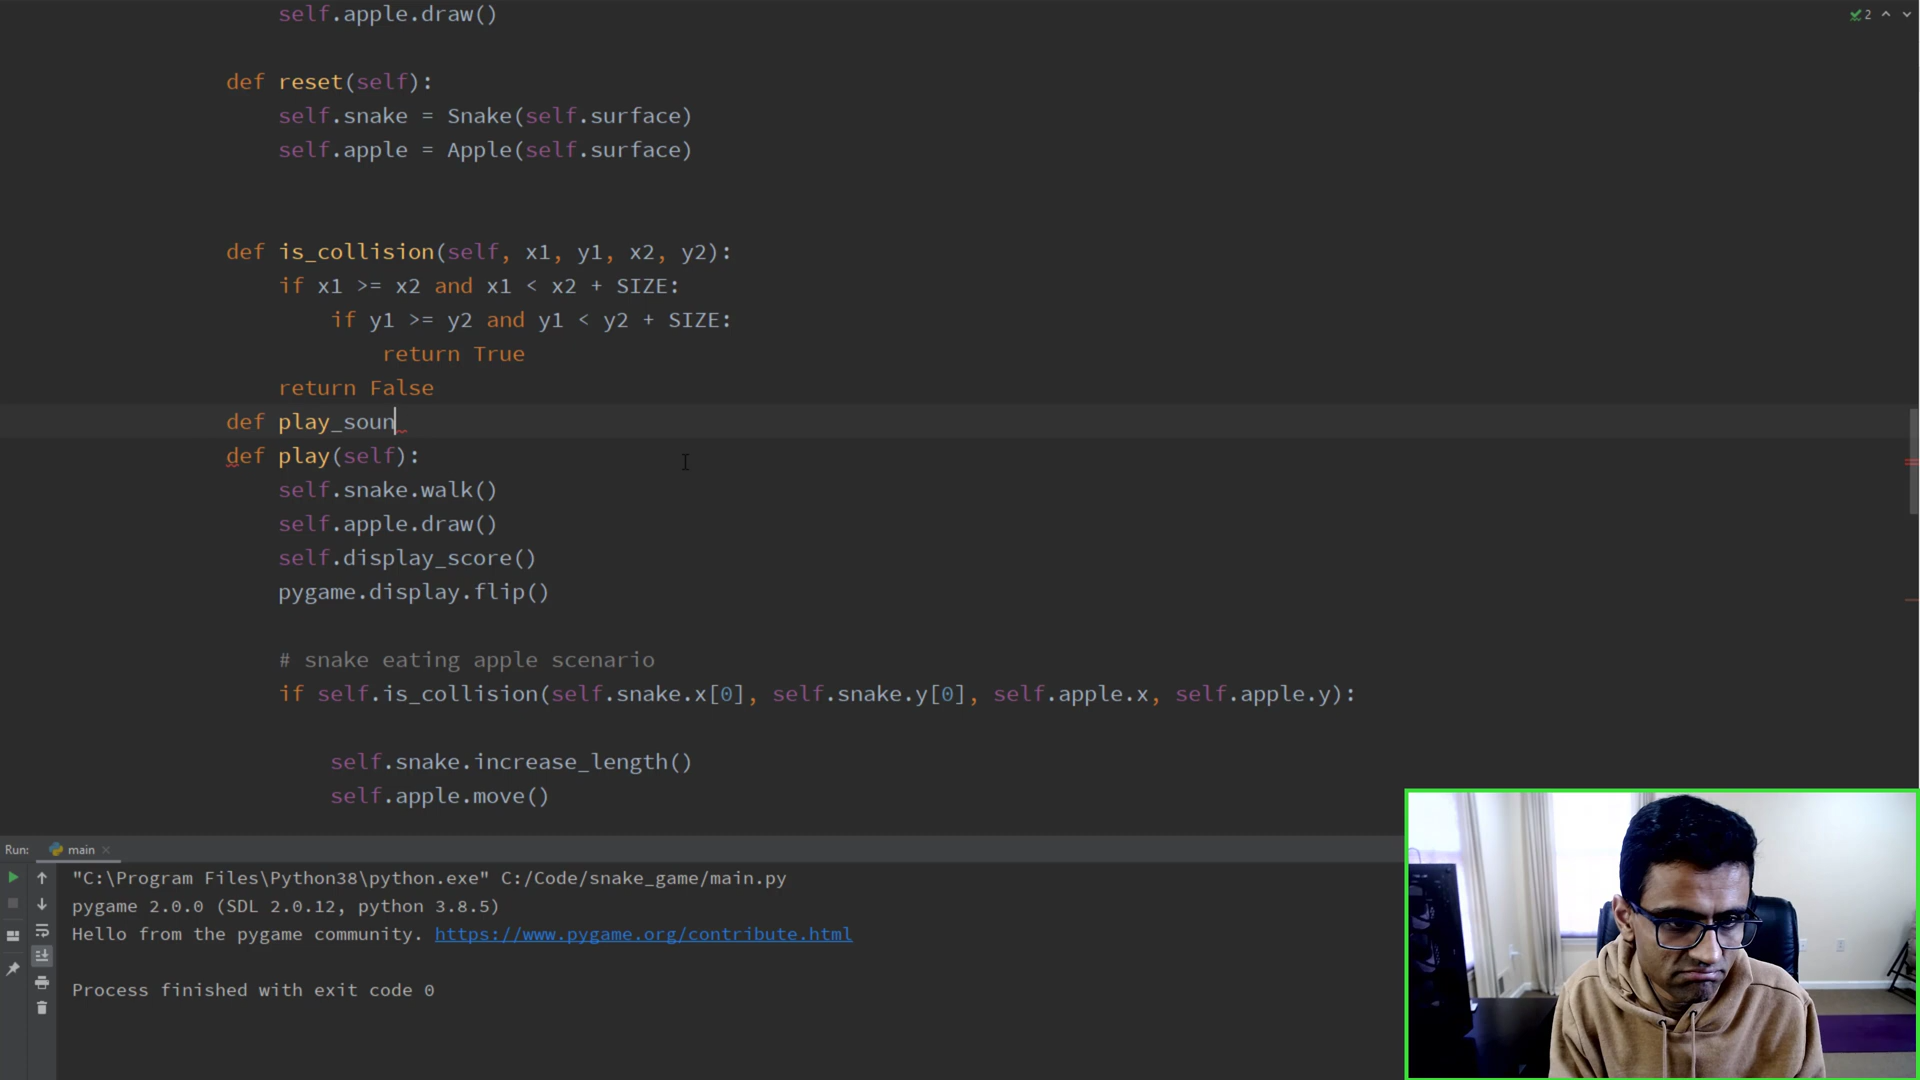 self.apple.draw()
2
def reset(self):
self.snake = Snake(self.surface)
self.apple = Apple(self.surface)
def is_collision(self, x1, y1, x2, y2):
if x1 >= x2 and x1 < x2 + SIZE:
if y1 >= y2 and y1 < y2 + SIZE:
return True
return False
def play_soun
def play(self):
self.snake.walk()
self.apple.draw()
self.display_score()
pygame.display.flip()
# snake eating apple scenario
if self.is_collision(self.snake.x[0], self.snake.y[0], self.apple.x, self.apple.y):
self.snake.increase_length()
self.apple.move()
Run: main
"C:\Program Files\Python38\python.exe" C:/Code/snake_game/main.py
pygame 2.0.0 (SDL 2.0.12, python 3.8.5)
Hello from the pygame community. https://www.pygame.org/contribute.html
Process finished with exit code 0